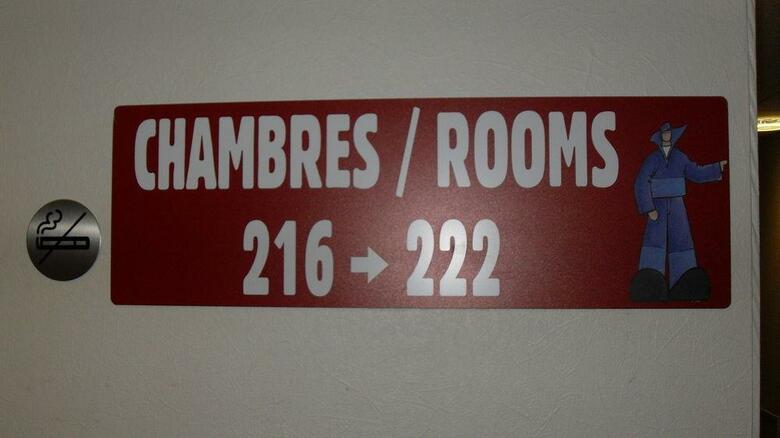 CHAMBRES / ROOMS
216 → 222